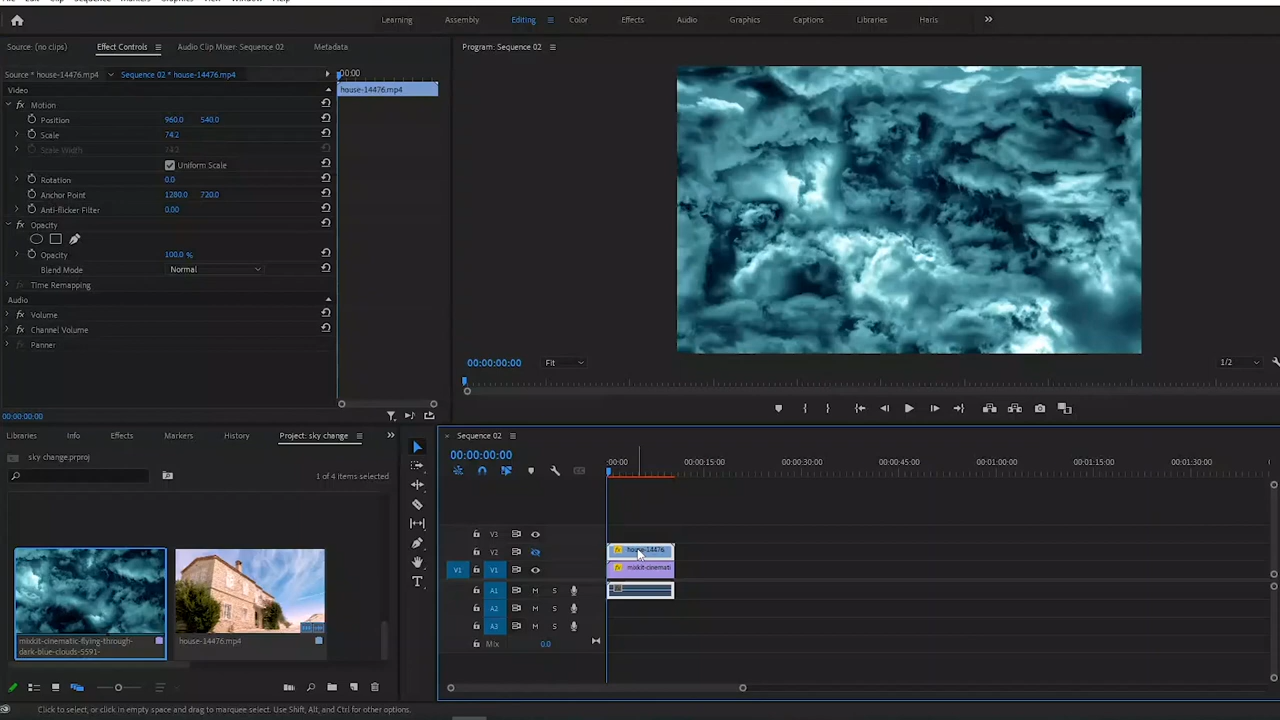 Learning Assembly Editing Color Effects Audio Graphics Captions Libraries Haris
Source: (no clips) Effect Controls Audio Clip Mixer: Sequence 02 Metadata
Program: Sequence 02
Source * house-14476.mp4 Sequence 02 * house-14476.mp4
:00:00
Video
house-14476.mp4
fx Motion
Position 960.0 540.0
Scale 74.2
Scale Width 74.2
Uniform Scale
Rotation 0.0
Anchor Point 1280.0 720.0
Anti-flicker Filter 0.00
fx Opacity
Opacity 100.0 %
Blend Mode Normal
Time Remapping
Audio
fx Volume
fx Channel Volume
Panner
00:00:00:00
00:00:00:00 Fit 1/2
Libraries Info Effects Markers History Project: sky change
sky change.prproj
1 of 4 items selected
mixkit-cinematic-flying-through-
dark-blue-clouds-5591-
house-14476.mp4
Sequence 02
00:00:00:00
:00:00 00:00:15:00 00:00:30:00 00:00:45:00 00:01:00:00 00:01:15:00 00:01:30:00
V3
V2 fx house-14476
V1 V1 fx mixkit-cinemati
A1 M S
A2 M S
A3 M S
Mix 0.0
T
Click to select, or click in empty space and drag to marquee select. Use Shift, Alt, and Ctrl for other options.